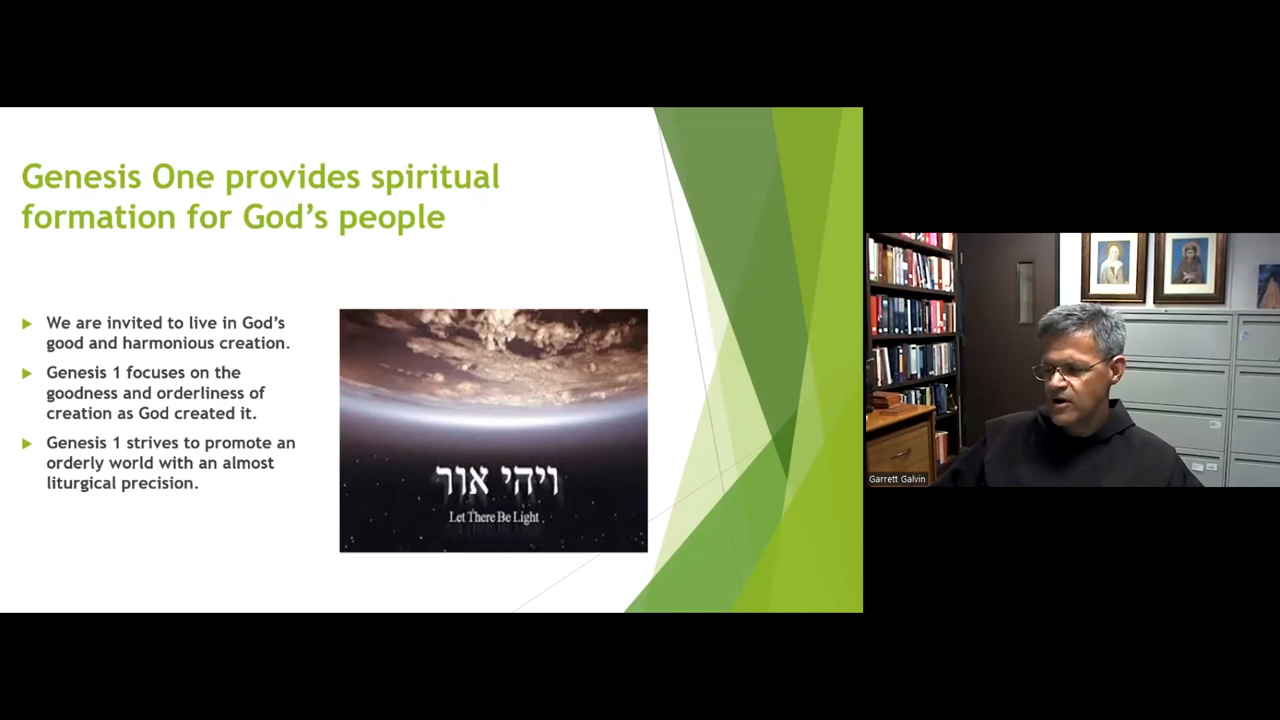 Genesis One provides spiritual
formation for God’s people
We are invited to live in God’s
good and harmonious creation.
Genesis 1 focuses on the
goodness and orderliness of
creation as God created it.
Genesis 1 strives to promote an
orderly world with an almost
liturgical precision.
ויהי אור
Let There Be Light
Garrett Galvin